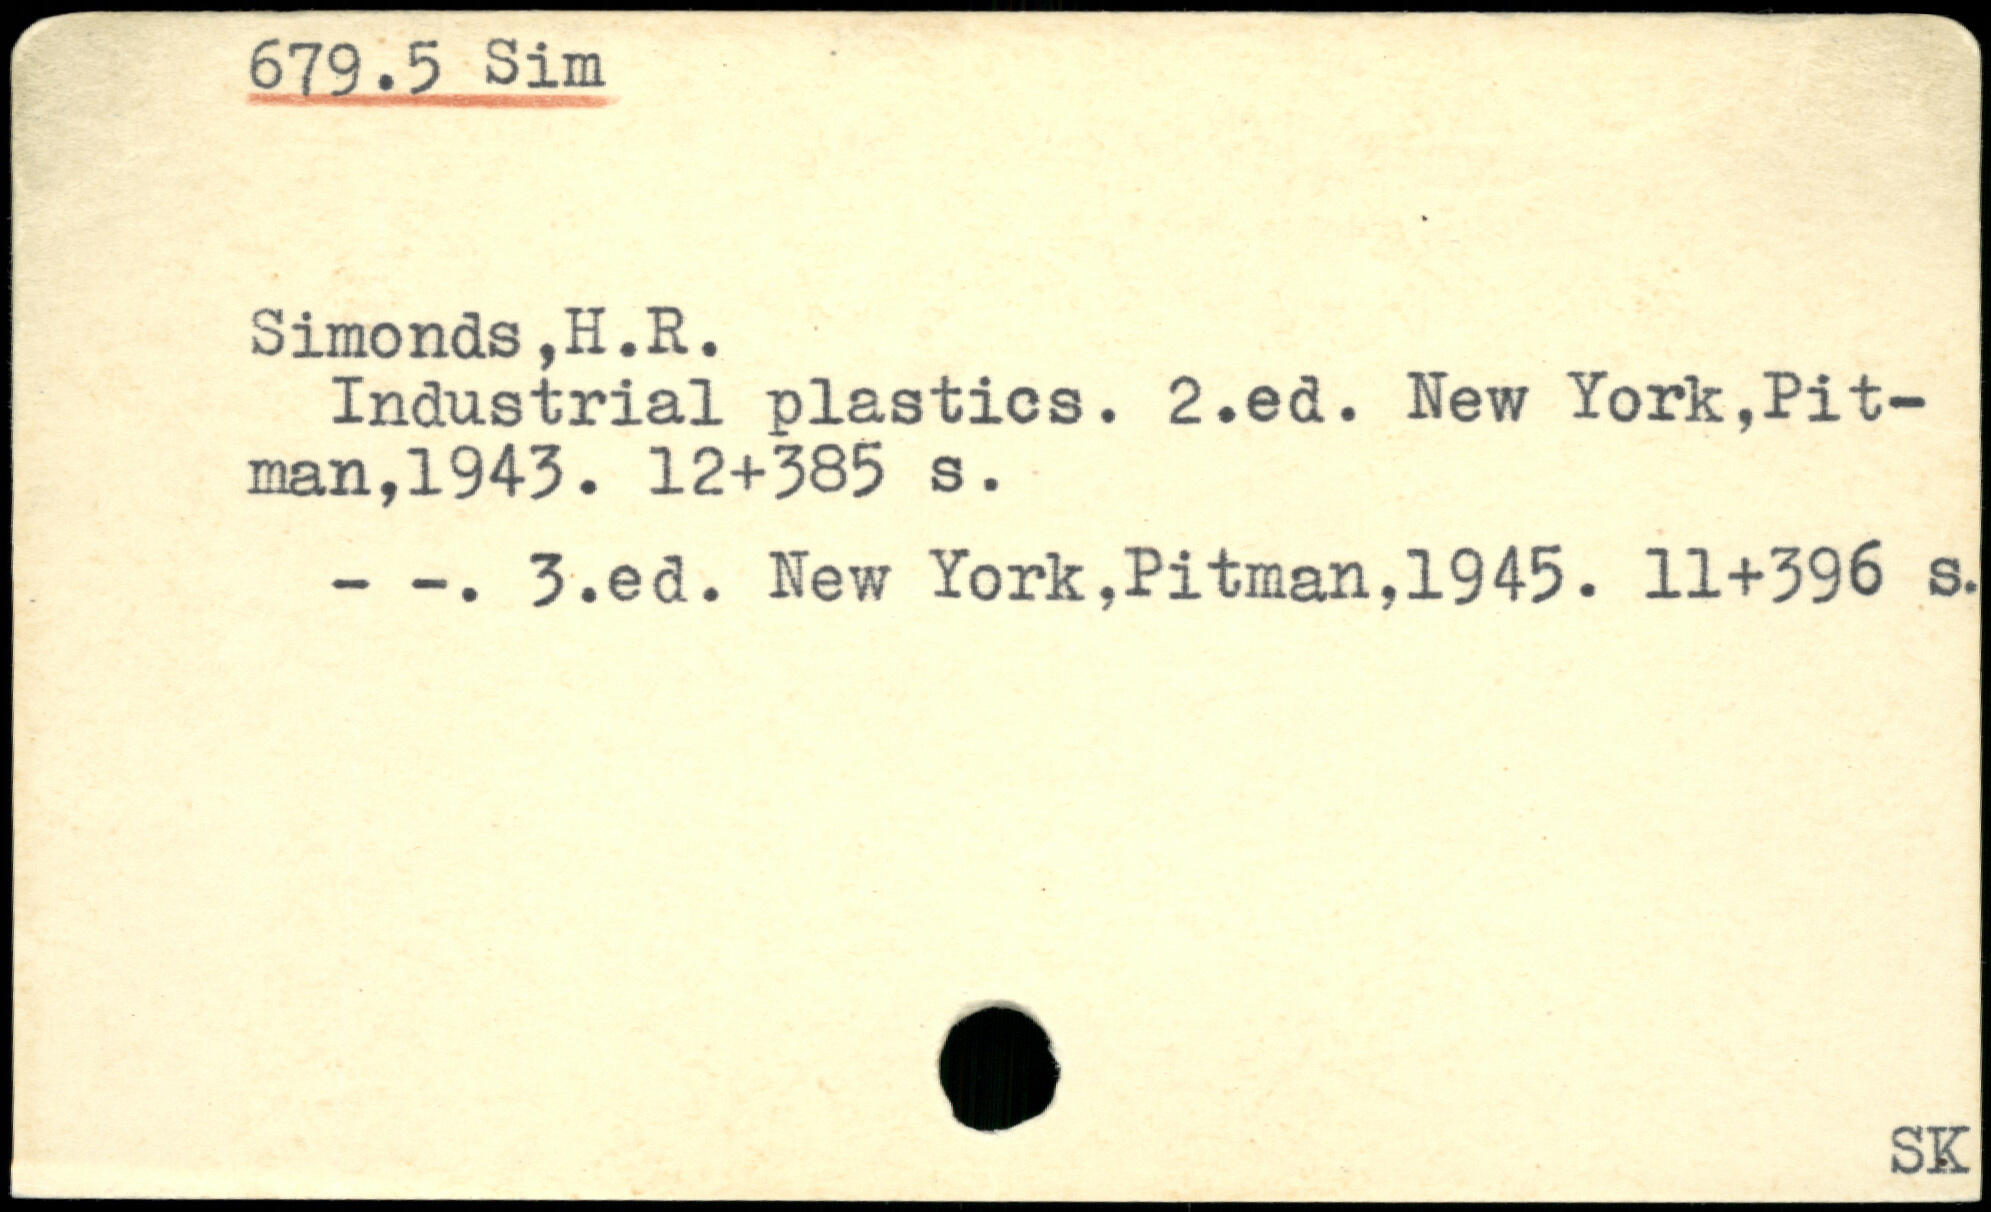 679.5 Sim
Simonds,H.R.
Industrial plastics. 2.ed. New York,Pit-
man,1943. 12+385 s.
- -. 3.ed. New York,Pitman,1945. 11+396 s.
SK